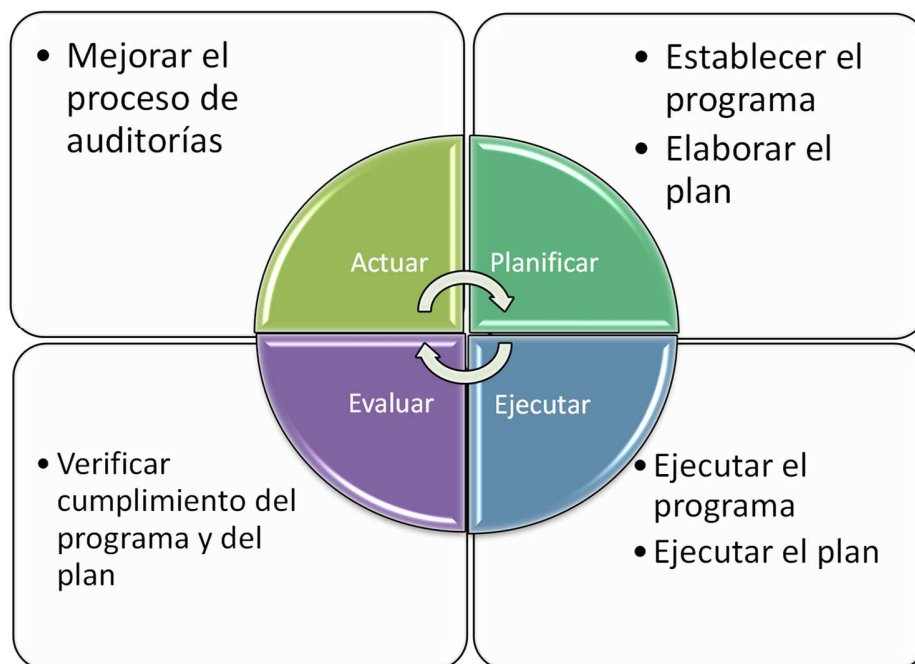 • Mejorar el
proceso de
auditorías
• Establecer el
programa
• Elaborar el
plan
Actuar
Planificar
Evaluar
Ejecutar
• Verificar
cumplimiento del
programa y del
plan
• Ejecutar el
programa
• Ejecutar el plan